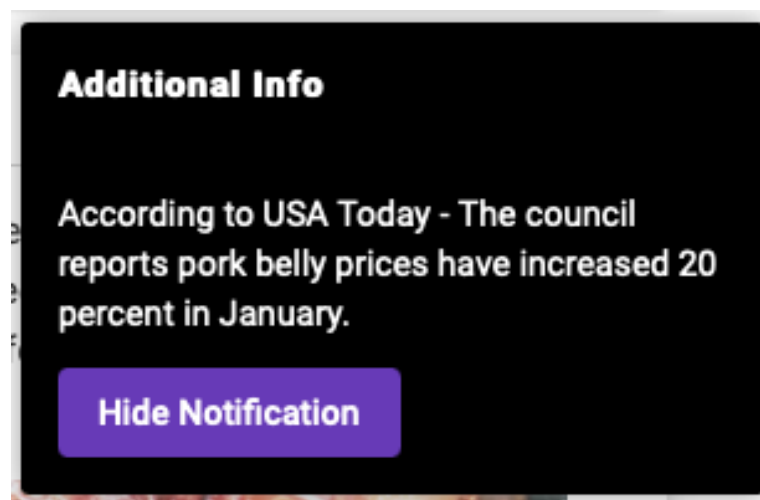 Additional Info
According to USA Today - The council
reports pork belly prices have increased 20
percent in January.
Hide Notification